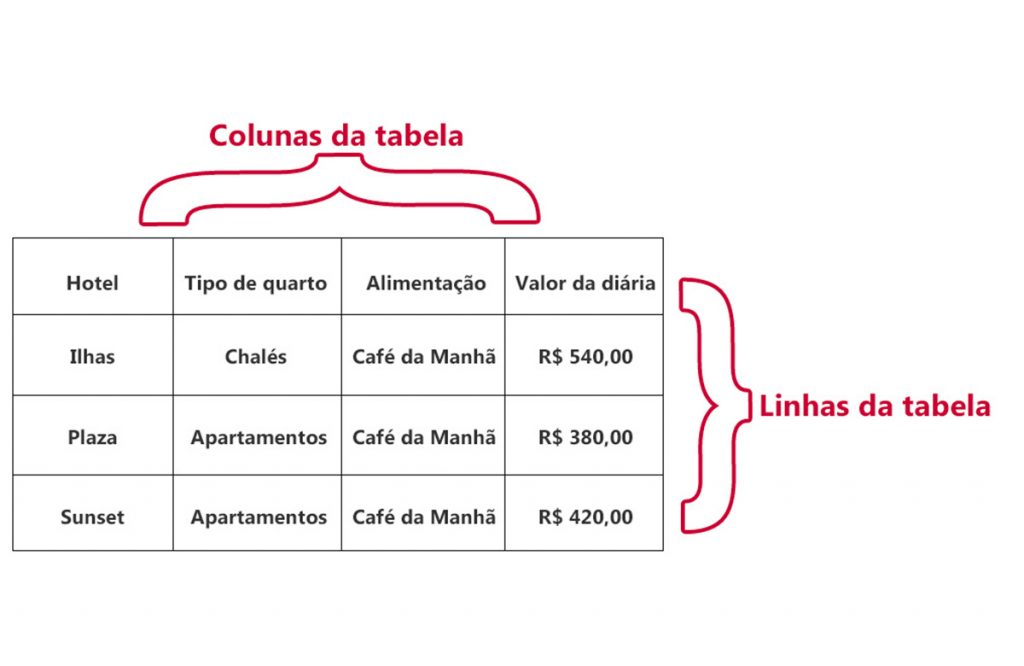 Colunas da tabela
Hotel Tipo de quarto Alimentação Valor da diária
Ilhas Chalés Café da Manhã R$ 540,00
Linhas da tabela
Plaza Apartamentos Café da Manhã R$ 380,00
Sunset Apartamentos Café da Manhã R$ 420,00